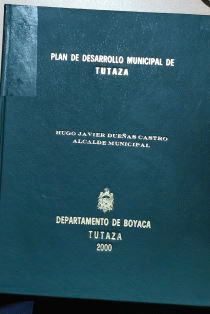 PLAN DE DESARROLLO MUNICIPAL DE
TUTAZA
HUGO JAVIER DUEÑAS CASTRO
ALCALDE MUNICIPAL
DEPARTAMENTO DE BOYACA
TUTAZA
2000